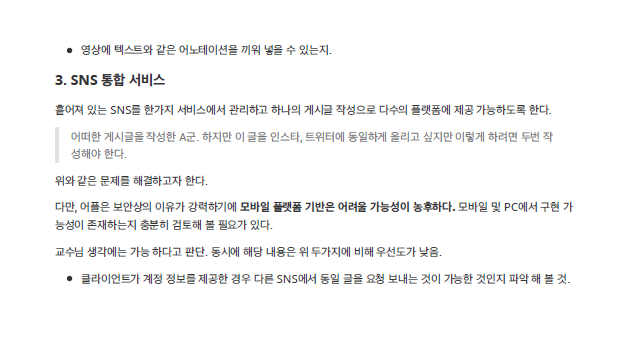 영상에 텍스트와 같은 어노테이션을 끼워 넣을 수 있는지.
3. SNS 통합 서비스
흩어져 있는 SNS를 한가지 서비스에서 관리하고 하나의 게시글 작성으로 다수의 플랫폼에 제공 가능하도록 한다.
어떠한 게시글을 작성한 A군. 하지만 이 글을 인스타, 트위터에 동일하게 올리고 싶지만 이렇게 하려면 두번 작
성해야 한다.
위와 같은 문제를 해결하고자 한다.
다만, 어플은 보안상의 이유가 강력하기에 모바일 플랫폼 기반은 어려울 가능성이 농후하다. 모바일 및 PC에서 구현 가
능성이 존재하는지 충분히 검토해 볼 필요가 있다.
교수님 생각에는 가능 하다고 판단. 동시에 해당 내용은 위 두가지에 비해 우선도가 낮음.
클라이언트가 계정 정보를 제공한 경우 다른 SNS에서 동일 글을 요청 보내는 것이 가능한 것인지 파악 해 볼 것.